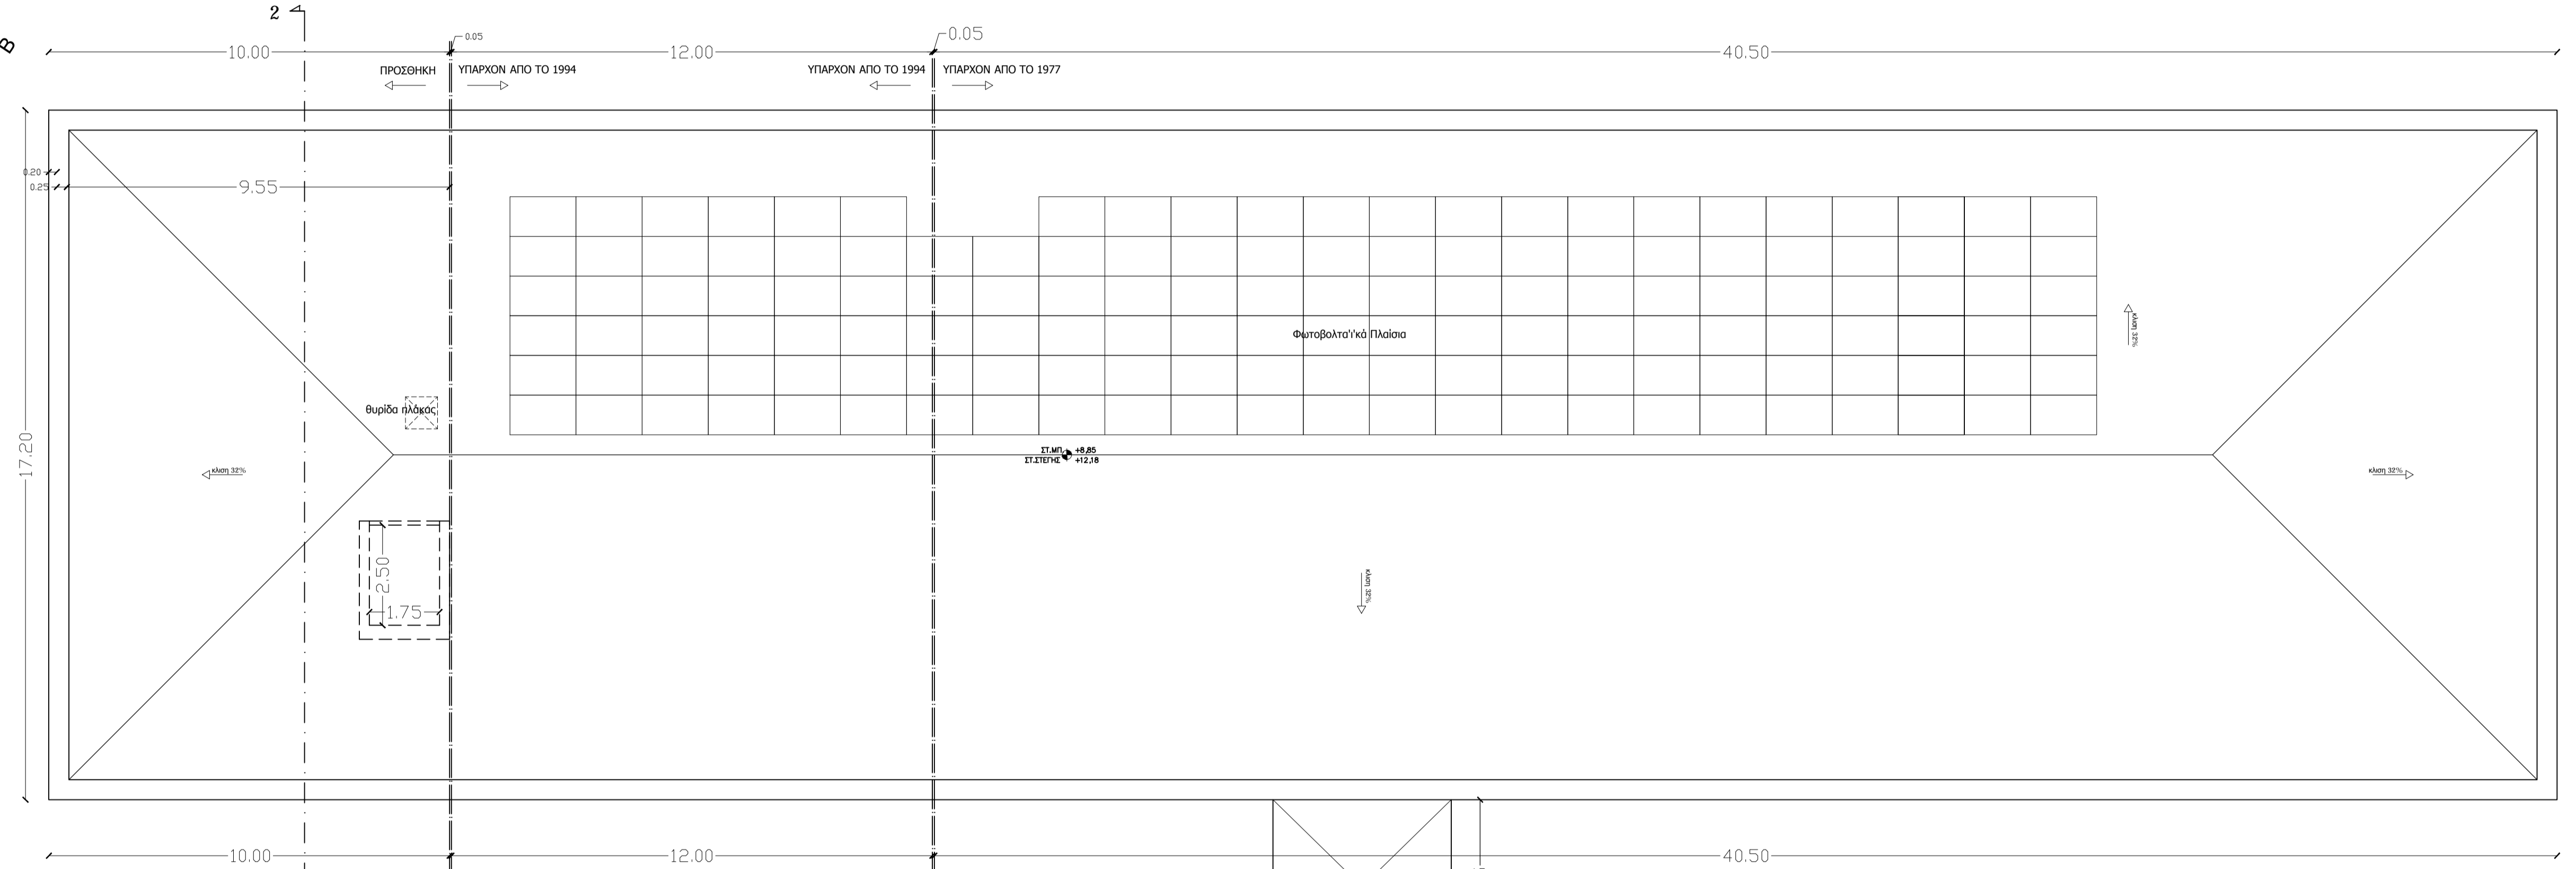 2
B
10.00
0.05
12.00
0.05
40.50
ΠΡΟΣΘΗΚΗ
ΥΠΑΡΧΟΝ ΑΠΟ ΤΟ 1994
ΥΠΑΡΧΟΝ ΑΠΟ ΤΟ 1994
ΥΠΑΡΧΟΝ ΑΠΟ ΤΟ 1977
0.20
0.25
9.55
Φωτοβολτα'ι'κά Πλαίσια
κλιση 32%
θυρίδα πλάκας
17.20
ΣΤ.ΜΠ. +8,85
ΣΤ.ΣΤΕΓΗΣ +12,18
κλιση 32%
κλιση 32%
2.50
1.75
κλιση 32%
10.00
12.00
40.50